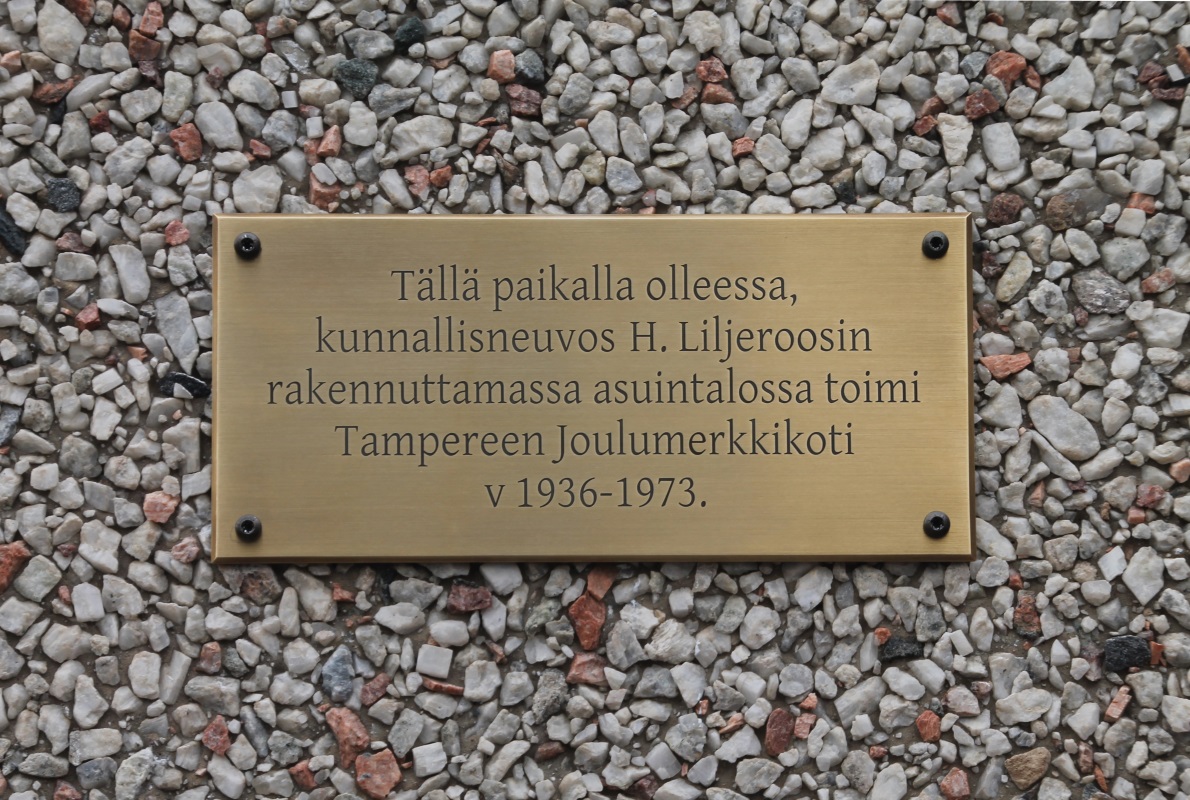 Tällä paikalla olleessa,
kunnallisneuvos H. Liljeroosin
rakennuttamassa asuintalossa toimi
Tampereen Joulumerkkikoti
v 1936-1973.